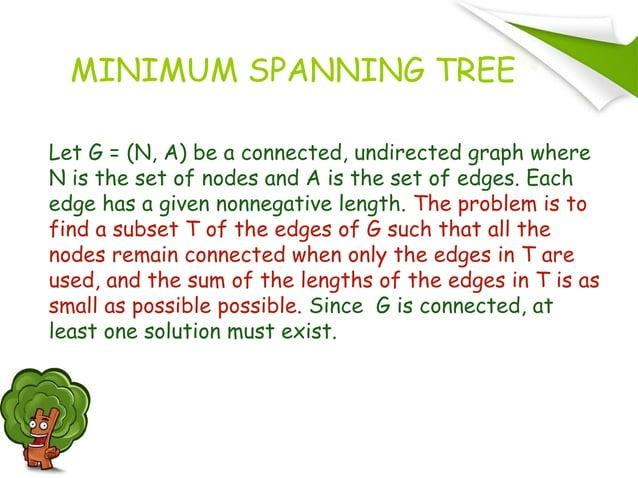 MINIMUM SPANNING TREE
Let G = (N, A) be a connected, undirected graph where
N is the set of nodes and A is the set of edges. Each
edge has a given nonnegative length. The problem is to
find a subset T of the edges of G such that all the
nodes remain connected when only the edges in T are
used, and the sum of the lengths of the edges in T is as
small as possible possible. Since  G is connected, at
least one solution must exist.